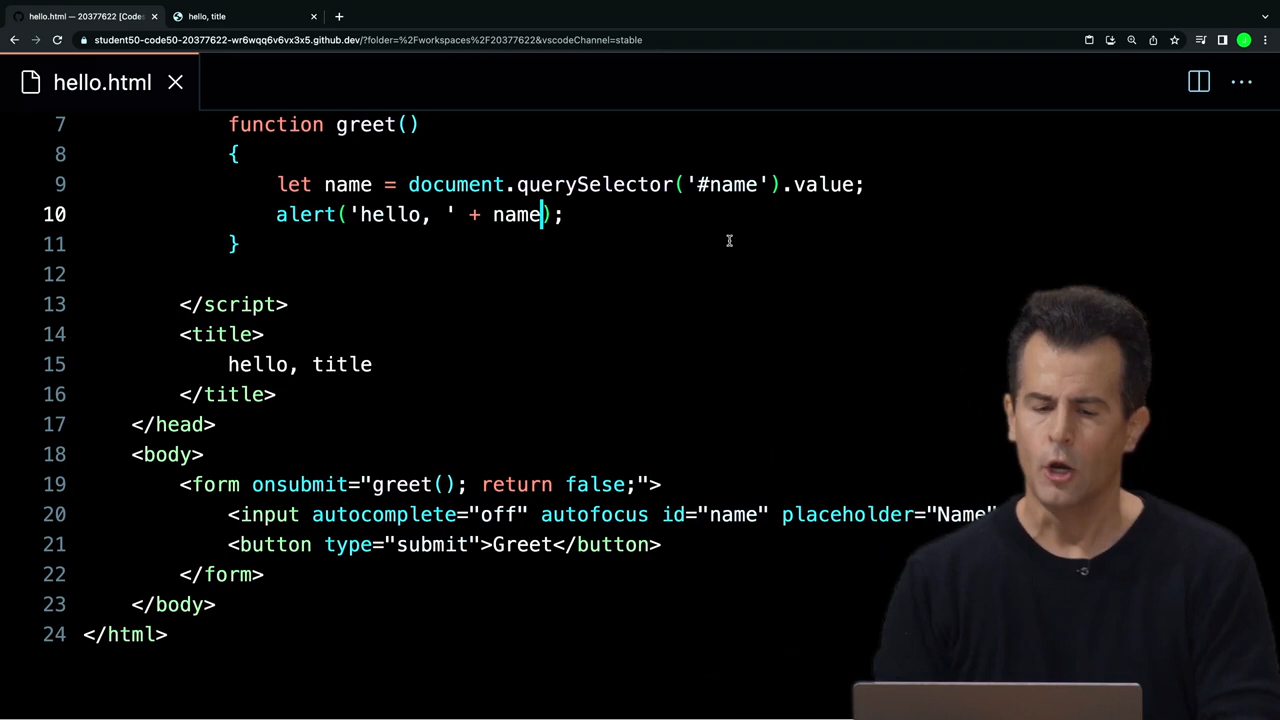 hello.html — 20377622 [Codes
hello, title
student50-code50-20377622-wr6wqq6v6vx3x5.github.dev/?folder=%2Fworkspaces%2F20377622&vscodeChannel=stable
hello.html
7 function greet()
8 {
9 let name = document.querySelector('#name').value;
10 alert('hello, ' + name);
11 }
12
13 </script>
14 <title>
15 hello, title
16 </title>
17 </head>
18 <body>
19 <form onsubmit="greet(); return false;">
20 <input autocomplete="off" autofocus id="name" placeholder="Name"
21 <button type="submit">Greet</button>
22 </form>
23 </body>
24 </html>